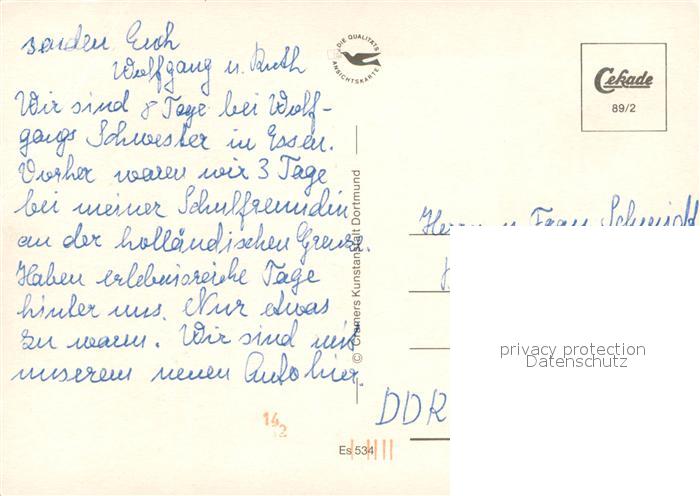 senden Euch
Wolfgang u. Ruth
Wir sind 8 Tage bei Wolf-
gangs Schwester in Essen.
Vorher waren wir 3 Tage
bei meiner Schulfreundin
an der holländischen Grenze.
Haben erlebnisreiche Tage
hinter uns. Nur etwas
zu warm. Wir sind mit
unserem neuen Auto hier.
DIE QUALITÄTS
ANSICHTSKARTE
Cekade
89/2
© Cramers Kunstanstalt Dortmund
Herrn u. Frau Schmidt
DDR
privacy protection
Datenschutz
142
Es 534